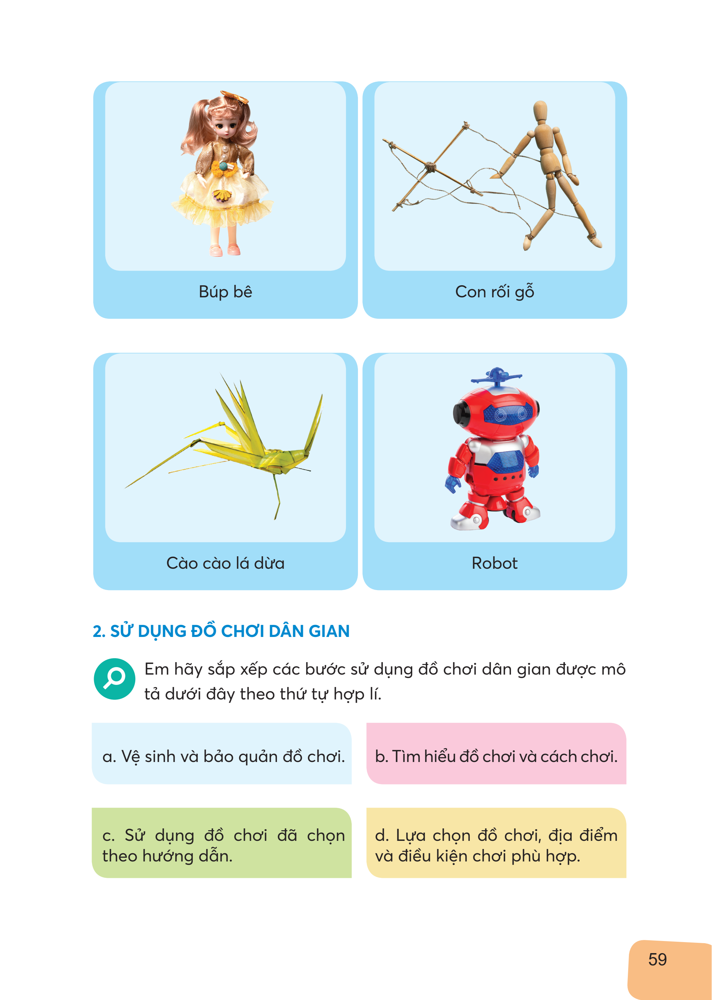 Búp bê
Con rối gỗ
Cào cào lá dừa
Robot
2. SỬ DỤNG ĐỒ CHƠI DÂN GIAN
Em hãy sắp xếp các bước sử dụng đồ chơi dân gian được mô
tả dưới đây theo thứ tự hợp lí.
a. Vệ sinh và bảo quản đồ chơi.
b. Tìm hiểu đồ chơi và cách chơi.
c. Sử dụng đồ chơi đã chọn
theo hướng dẫn.
d. Lựa chọn đồ chơi, địa điểm
và điều kiện chơi phù hợp.
59